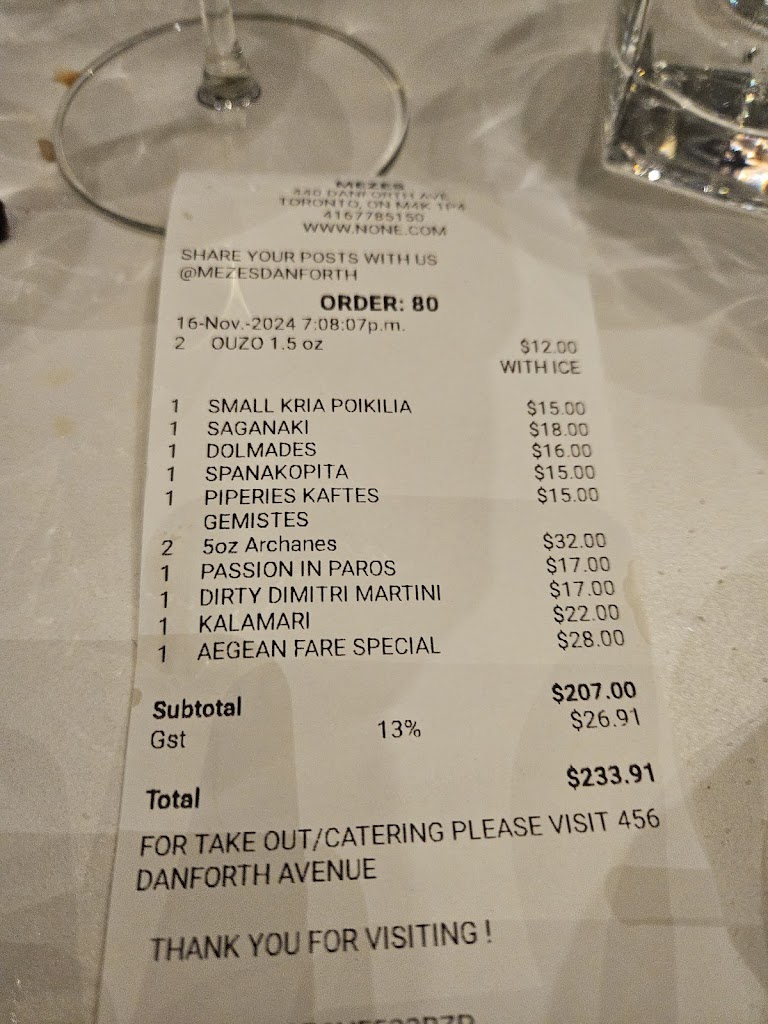 MEZES
440 DANFORTH AVE
TORONTO, ON M4K 1P4
4167785150
WWW.NONE.COM
SHARE YOUR POSTS WITH US
@MEZESDANFORTH
ORDER: 80
16-Nov.-2024 7:08:07p.m.
2 OUZO 1.5 oz $12.00
WITH ICE
1 SMALL KRIA POIKILIA $15.00
1 SAGANAKI $18.00
1 DOLMADES $16.00
1 SPANAKOPITA $15.00
1 PIPERIES KAFTES $15.00
GEMISTES
2 5oz Archanes $32.00
1 PASSION IN PAROS $17.00
1 DIRTY DIMITRI MARTINI $17.00
1 KALAMARI $22.00
1 AEGEAN FARE SPECIAL $28.00
Subtotal $207.00
Gst 13% $26.91
Total $233.91
FOR TAKE OUT/CATERING PLEASE VISIT 456
DANFORTH AVENUE
THANK YOU FOR VISITING !